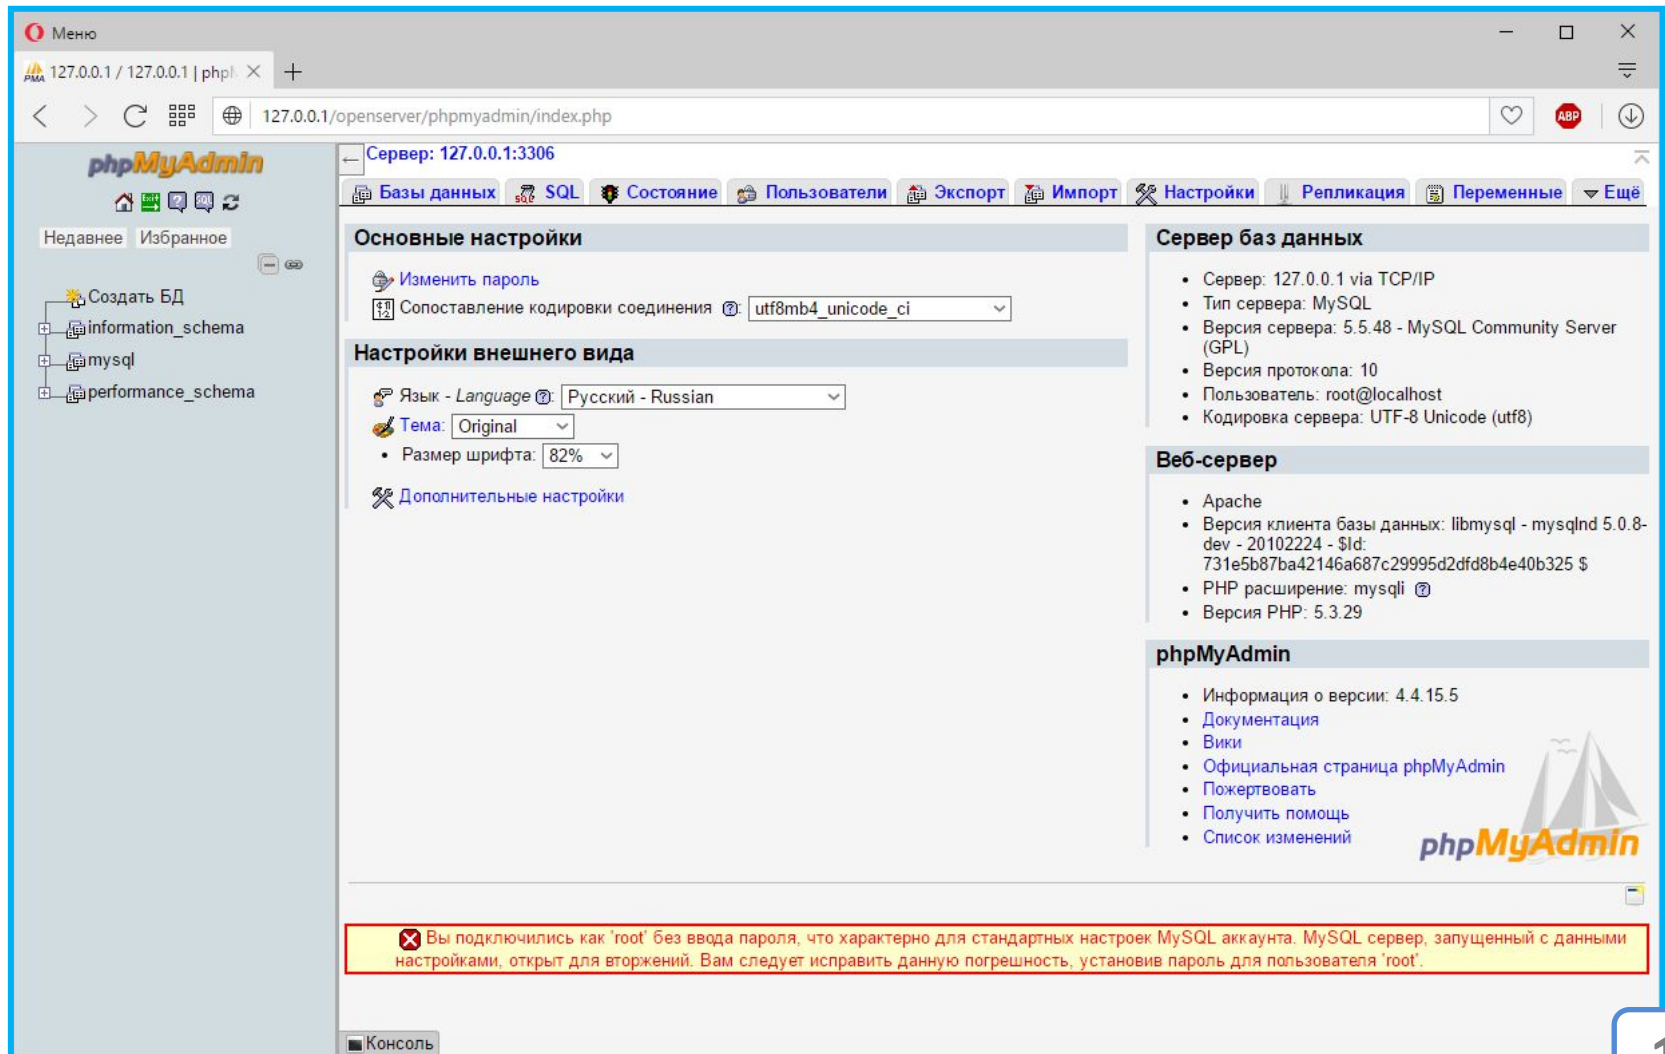 Меню
127.0.0.1 / 127.0.0.1 | php
127.0.0.1/openserver/phpmyadmin/index.php
ABP
phpMyAdmin
Недавнее Избранное
Создать БД
information_schema
mysql
performance_schema
Сервер: 127.0.0.1:3306
Базы данных SQL Состояние Пользователи Экспорт Импорт Настройки Репликация Переменные Ещё
Основные настройки
Изменить пароль
Сопоставление кодировки соединения : utf8mb4_unicode_ci
Настройки внешнего вида
Язык - Language : Русский - Russian
Тема: Original
Размер шрифта: 82%
Дополнительные настройки
Сервер баз данных
Сервер: 127.0.0.1 via TCP/IP
Тип сервера: MySQL
Версия сервера: 5.5.48 - MySQL Community Server
(GPL)
Версия протокола: 10
Пользователь: root@localhost
Кодировка сервера: UTF-8 Unicode (utf8)
Веб-сервер
Apache
Версия клиента базы данных: libmysql - mysqlnd 5.0.8-
dev - 20102224 - $Id:
731e5b87ba42146a687c29995d2dfd8b4e40b325 $
PHP расширение: mysqli
Версия PHP: 5.3.29
phpMyAdmin
Информация о версии: 4.4.15.5
Документация
Вики
Официальная страница phpMyAdmin
Пожертвовать
Получить помощь
Список изменений
phpMyAdmin
Вы подключились как 'root' без ввода пароля, что характерно для стандартных настроек MySQL аккаунта. MySQL сервер, запущенный с данными
настройками, открыт для вторжений. Вам следует исправить данную погрешность, установив пароль для пользователя 'root'.
Консоль